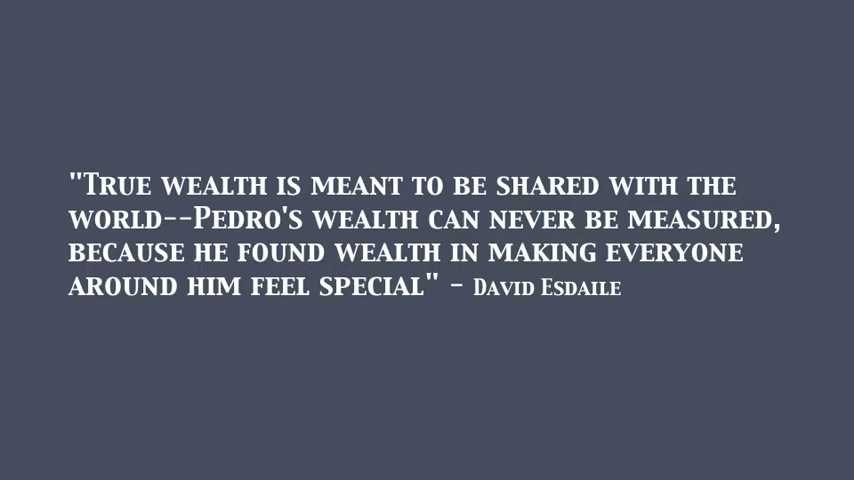 "True wealth is meant to be shared with the
world--Pedro's wealth can never be measured,
because he found wealth in making everyone
around him feel special" - David Esdaile